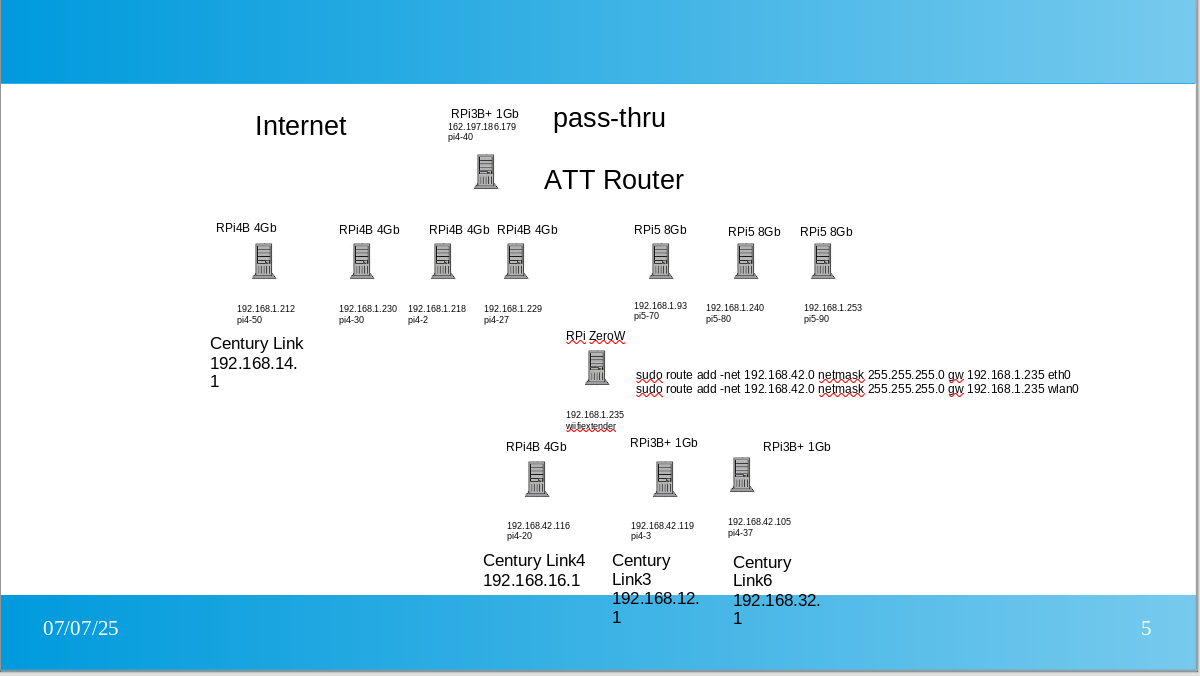 Internet
RPi3B+ 1Gb
162.197.186.179
pi4-40
pass-thru
ATT Router
RPi4B 4Gb
RPi4B 4Gb
RPi4B 4Gb
RPi4B 4Gb
RPi5 8Gb
RPi5 8Gb
RPi5 8Gb
192.168.1.212
pi4-50
192.168.1.230
pi4-30
192.168.1.218
pi4-2
192.168.1.229
pi4-27
192.168.1.93
pi5-70
192.168.1.240
pi5-80
192.168.1.253
pi5-90
Century Link
192.168.14.
1
RPi ZeroW
sudo route add -net 192.168.42.0 netmask 255.255.255.0 gw 192.168.1.235 eth0
sudo route add -net 192.168.42.0 netmask 255.255.255.0 gw 192.168.1.235 wlan0
192.168.1.235
wifiextender
RPi4B 4Gb
RPi3B+ 1Gb
RPi3B+ 1Gb
192.168.42.116
pi4-20
192.168.42.119
pi4-3
192.168.42.105
pi4-37
Century Link4
192.168.16.1
Century
Link3
192.168.12.
1
Century
Link6
192.168.32.
1
07/07/25
5